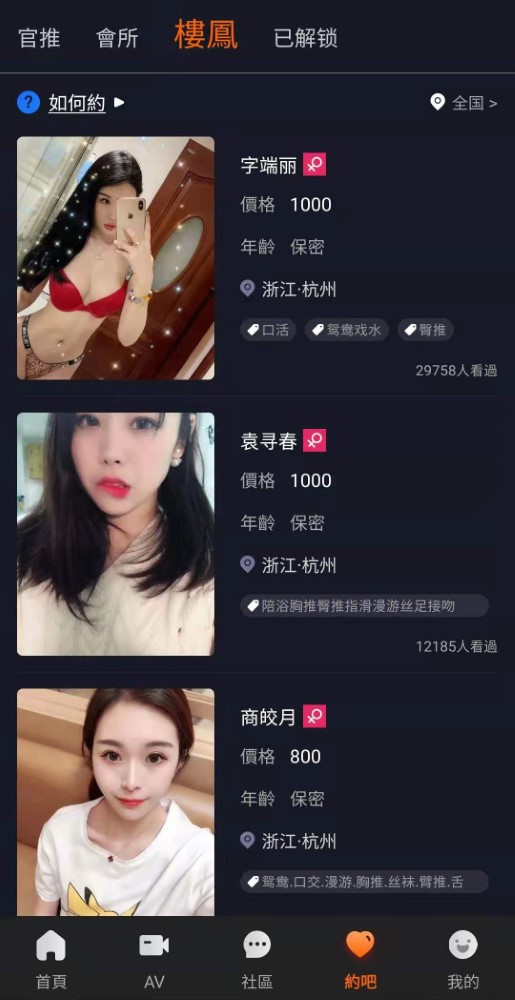 官推 會所 樓鳳 已解锁
? 如何約 全国 >
字端丽
價格 1000
年齡 保密
浙江·杭州
口活 鸳鸯戏水 臀推
29758人看過
袁寻春
價格 1000
年齡 保密
浙江·杭州
陪浴胸推臀推指滑漫游丝足接吻
12185人看過
商皎月
價格 800
年齡 保密
浙江·杭州
鸳鸯.口交.漫游.胸推.丝袜.臂推.舌
首頁 AV 社區 約吧 我的